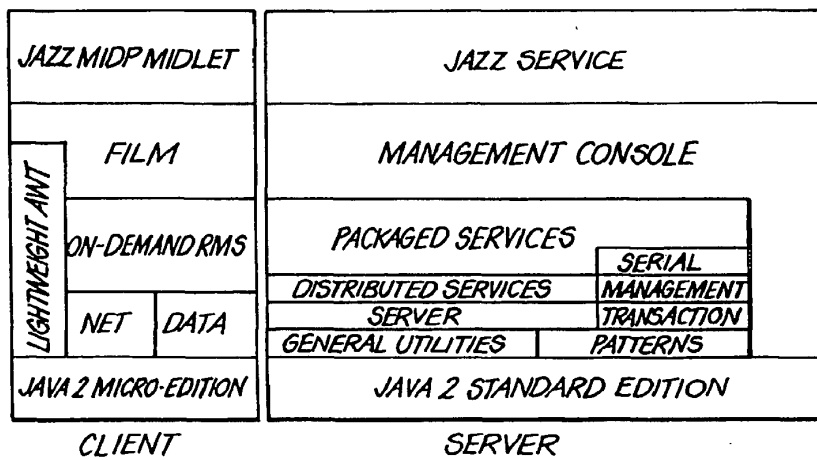 JAZZ MIDP MIDLET
FILM
LIGHTWEIGHT AWT
ON-DEMAND RMS
NET
DATA
JAVA 2 MICRO-EDITION
CLIENT
JAZZ SERVICE
MANAGEMENT CONSOLE
PACKAGED SERVICES
SERIAL
DISTRIBUTED SERVICES
MANAGEMENT
SERVER
TRANSACTION
GENERAL UTILITIES
PATTERNS
JAVA 2 STANDARD EDITION
SERVER